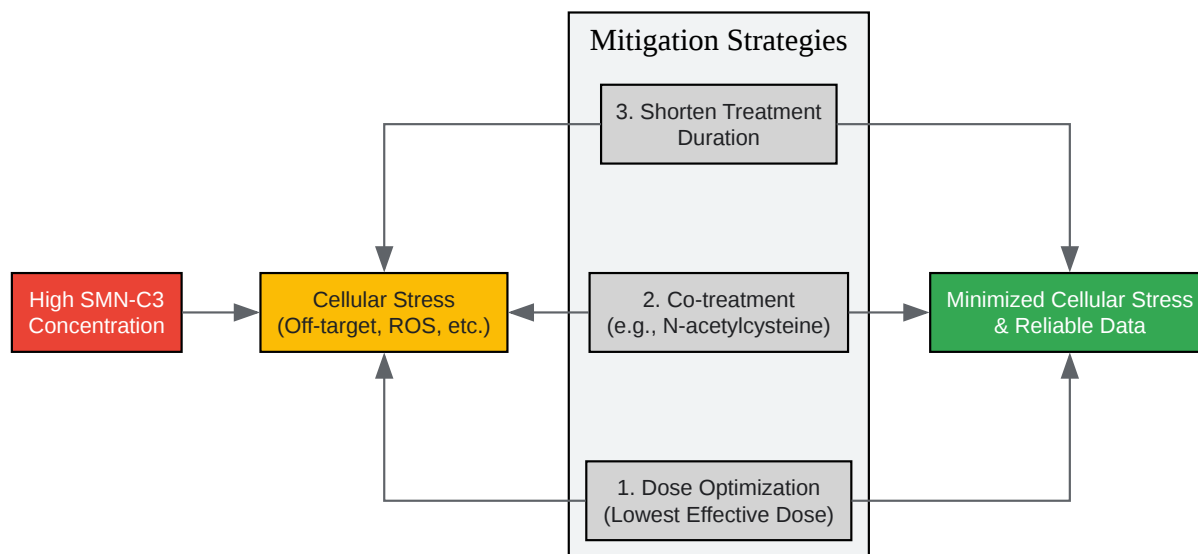 Mitigation Strategies
3. Shorten Treatment
Duration
High SMN-C3
Concentration
Cellular Stress
(Off-target, ROS, etc.)
2. Co-treatment
(e.g., N-acetylcysteine)
Minimized Cellular Stress
& Reliable Data
1. Dose Optimization
(Lowest Effective Dose)